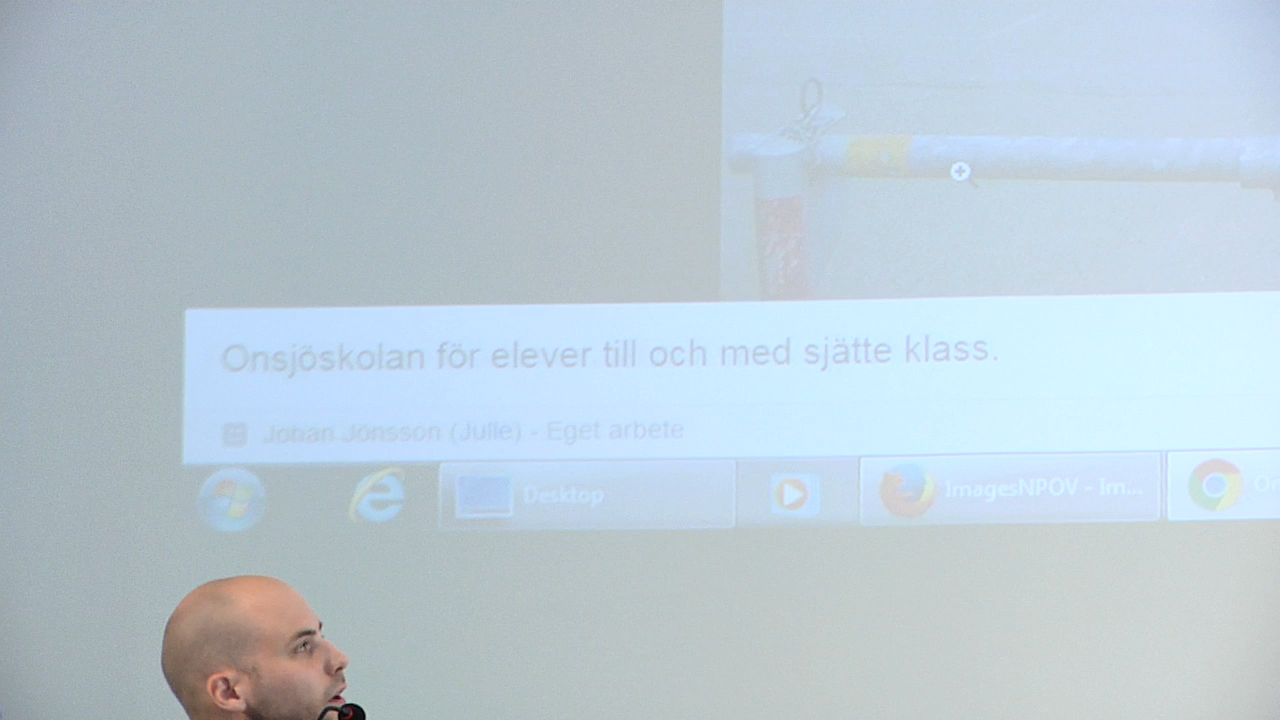 Onsjöskolan för elever till och med sjätte klass.
Johan Jönsson (Julle) - Eget arbete
Desktop
ImagesNPOV - Im...